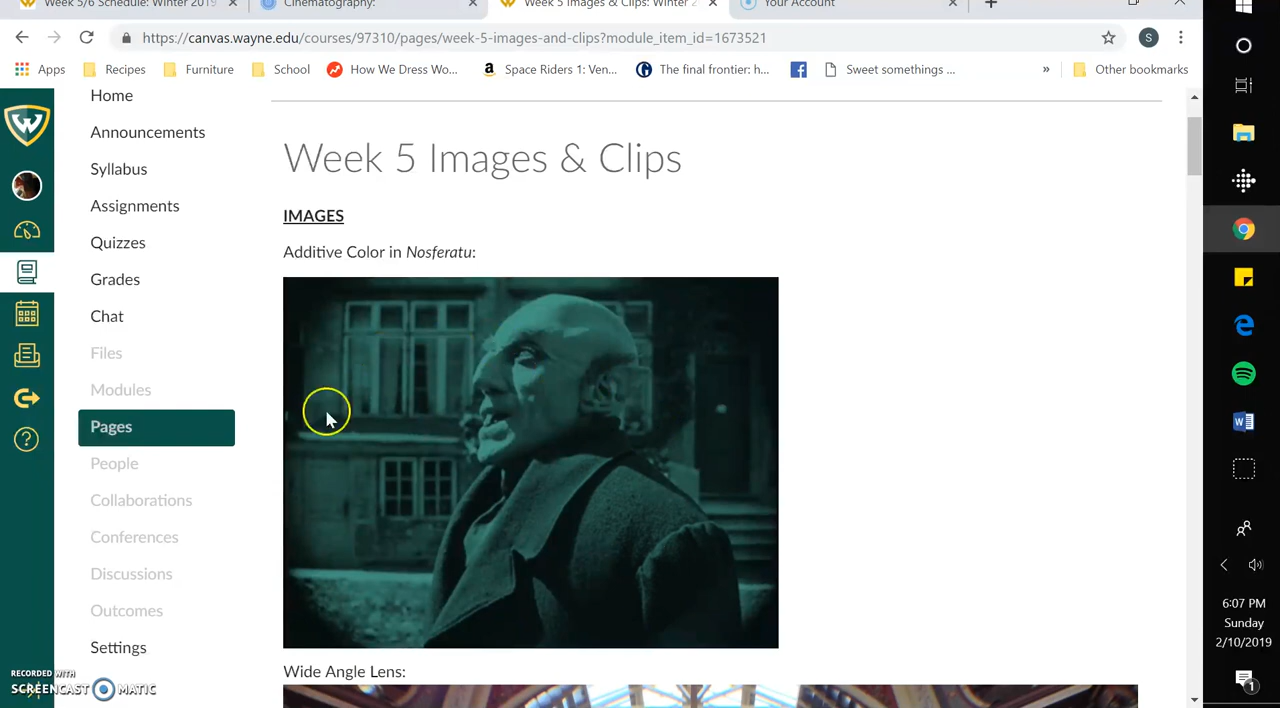 Week 5/6 Schedule: Winter 2019
Cinematography:
Week 5 Images & Clips: Winter 2
Your Account
https://canvas.wayne.edu/courses/97310/pages/week-5-images-and-clips?module_item_id=1673521
S
Apps
Recipes
Furniture
School
How We Dress Wo...
Space Riders 1: Ven...
The final frontier: h...
Sweet somethings ...
»
Other bookmarks
Home
Announcements
Syllabus
Assignments
Quizzes
Grades
Chat
Files
Modules
Pages
People
Collaborations
Conferences
Discussions
Outcomes
Settings
Week 5 Images & Clips
IMAGES
Additive Color in Nosferatu:
Wide Angle Lens:
RECORDED WITH
SCREENCAST MATIC
6:07 PM
Sunday
2/10/2019
1